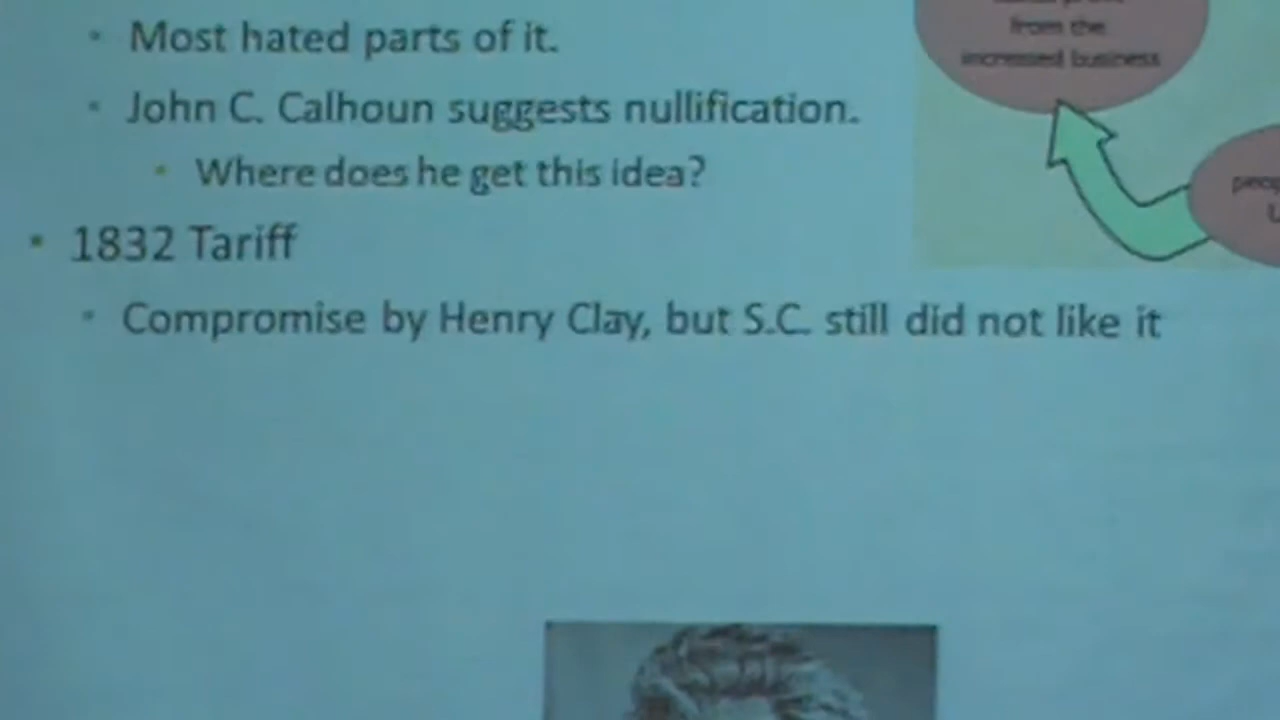 Most hated parts of it.
John C. Calhoun suggests nullification.
Where does he get this idea?
1832 Tariff
Compromise by Henry Clay, but S.C. still did not like it
from the
increased business